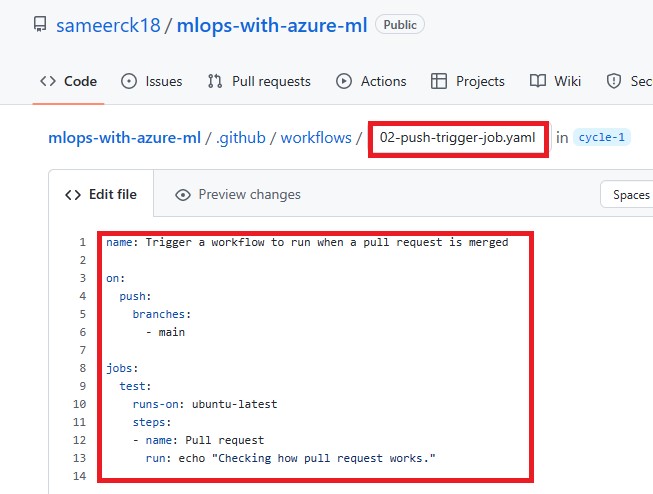 sameerck18 / mlops-with-azure-ml Public
Code Issues Pull requests Actions Projects Wiki Sec
mlops-with-azure-ml / .github / workflows / 02-push-trigger-job.yaml in cycle-1
Edit file Preview changes Spaces
1 name: Trigger a workflow to run when a pull request is merged
2
3 on:
4   push:
5     branches:
6       - main
7
8 jobs:
9   test:
10     runs-on: ubuntu-latest
11     steps:
12     - name: Pull request
13       run: echo "Checking how pull request works."
14